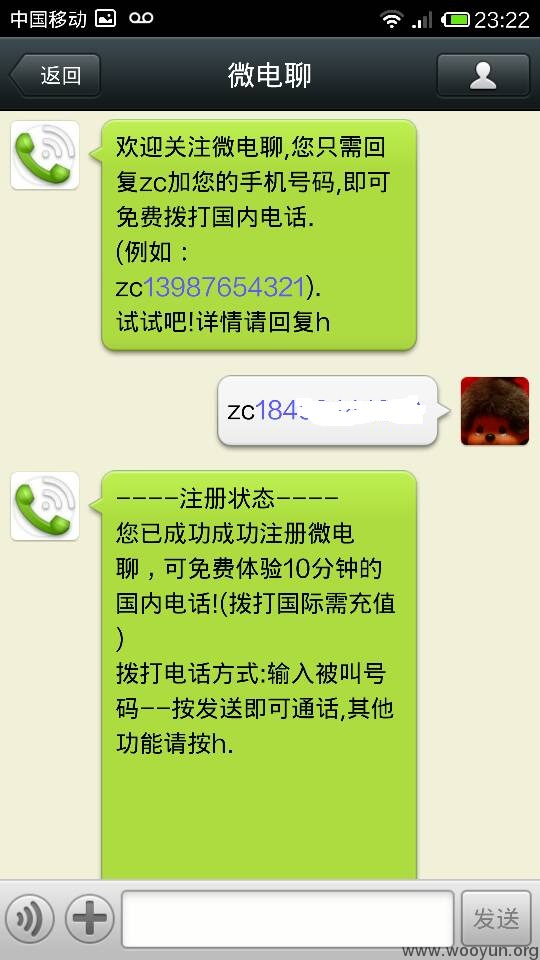 中国移动 23:22
返回 微电聊
欢迎关注微电聊,您只需回
复zc加您的手机号码,即可
免费拨打国内电话.
(例如：
zc13987654321).
试试吧!详情请回复h
zc184
----注册状态----
您已成功成功注册微电
聊，可免费体验10分钟的
国内电话!(拨打国际需充值
)
拨打电话方式:输入被叫号
码--按发送即可通话,其他
功能请按h.
发送
www.wooyun.org